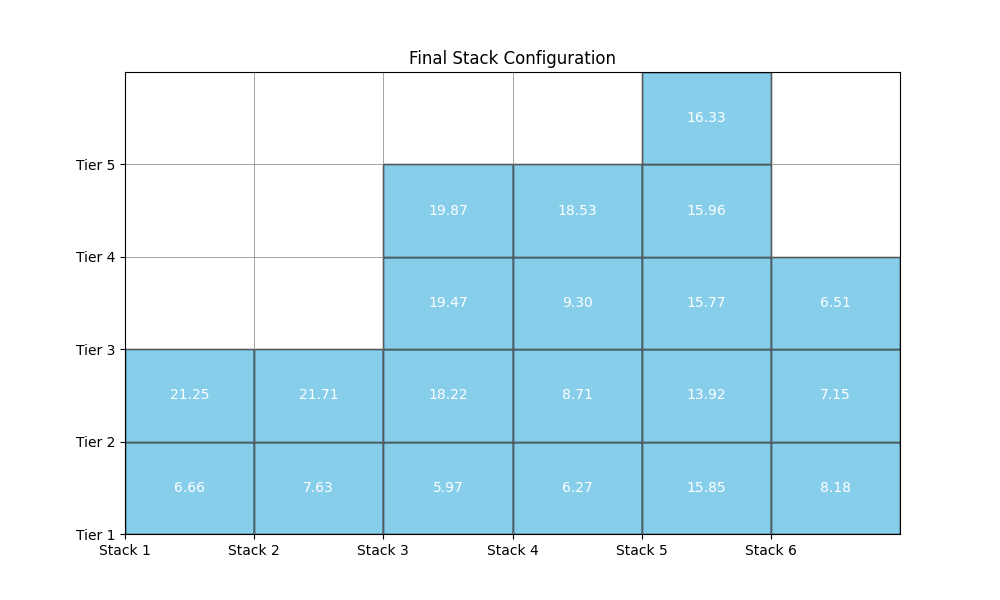 Final Stack Configuration
16.33
Tier 5
19.87 18.53 15.96
Tier 4
19.47 9.30 15.77 6.51
Tier 3
21.25 21.71 18.22 8.71 13.92 7.15
Tier 2
6.66 7.63 5.97 6.27 15.85 8.18
Tier 1
Stack 1 Stack 2 Stack 3 Stack 4 Stack 5 Stack 6